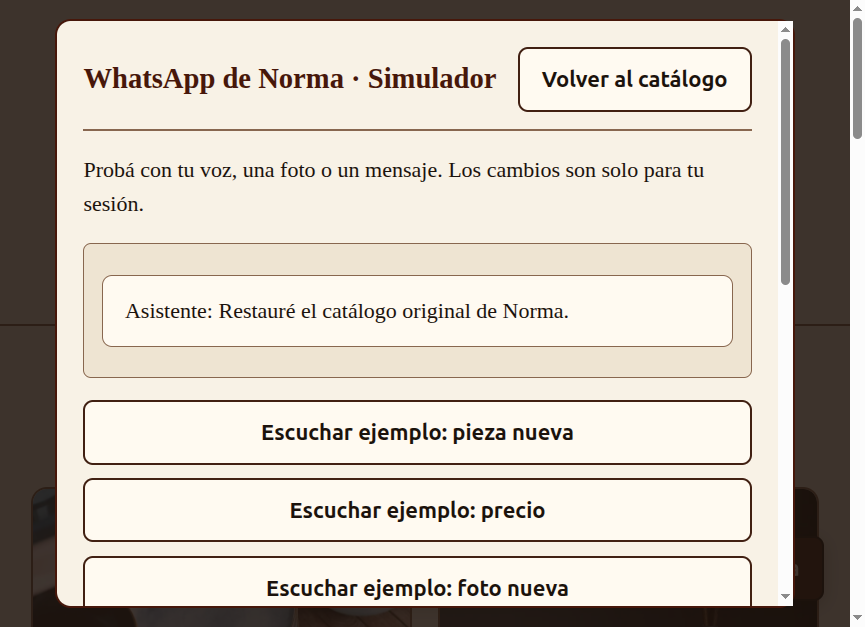 WhatsApp de Norma · Simulador
Volver al catálogo
Probá con tu voz, una foto o un mensaje. Los cambios son solo para tu
sesión.
Asistente: Restauré el catálogo original de Norma.
Escuchar ejemplo: pieza nueva
Escuchar ejemplo: precio
Escuchar ejemplo: foto nueva